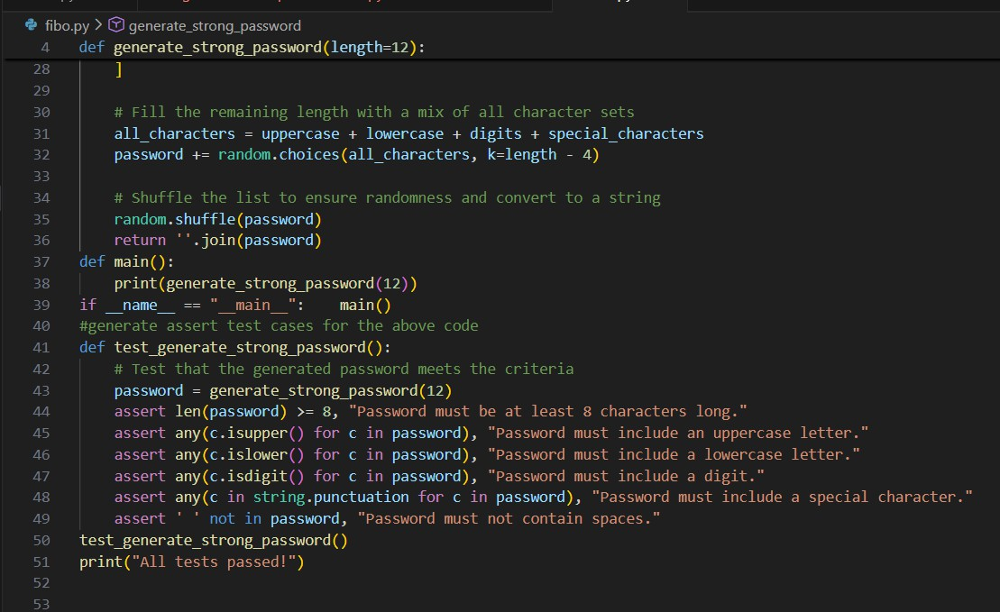 fibo.py > generate_strong_password
4 def generate_strong_password(length=12):
28     ]
29
30     # Fill the remaining length with a mix of all character sets
31     all_characters = uppercase + lowercase + digits + special_characters
32     password += random.choices(all_characters, k=length - 4)
33
34     # Shuffle the list to ensure randomness and convert to a string
35     random.shuffle(password)
36     return ''.join(password)
37 def main():
38     print(generate_strong_password(12))
39 if __name__ == "__main__":    main()
40 #generate assert test cases for the above code
41 def test_generate_strong_password():
42     # Test that the generated password meets the criteria
43     password = generate_strong_password(12)
44     assert len(password) >= 8, "Password must be at least 8 characters long."
45     assert any(c.isupper() for c in password), "Password must include an uppercase letter."
46     assert any(c.islower() for c in password), "Password must include a lowercase letter."
47     assert any(c.isdigit() for c in password), "Password must include a digit."
48     assert any(c in string.punctuation for c in password), "Password must include a special character."
49     assert ' ' not in password, "Password must not contain spaces."
50 test_generate_strong_password()
51 print("All tests passed!")
52
53